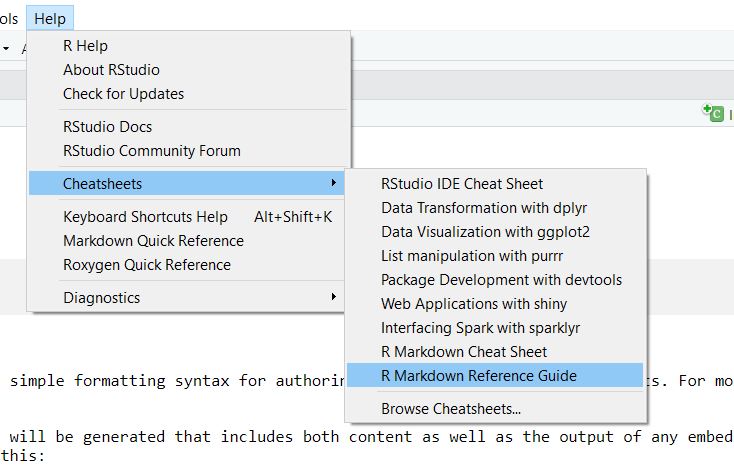 ols Help
R Help
About RStudio
Check for Updates
RStudio Docs
RStudio Community Forum
Cheatsheets
Keyboard Shortcuts Help Alt+Shift+K
Markdown Quick Reference
Roxygen Quick Reference
Diagnostics
RStudio IDE Cheat Sheet
Data Transformation with dplyr
Data Visualization with ggplot2
List manipulation with purrr
Package Development with devtools
Web Applications with shiny
Interfacing Spark with sparklyr
R Markdown Cheat Sheet
R Markdown Reference Guide
Browse Cheatsheets...
C
simple formatting syntax for authorin ts. For mo
will be generated that includes both content as well as the output of any embed
this: